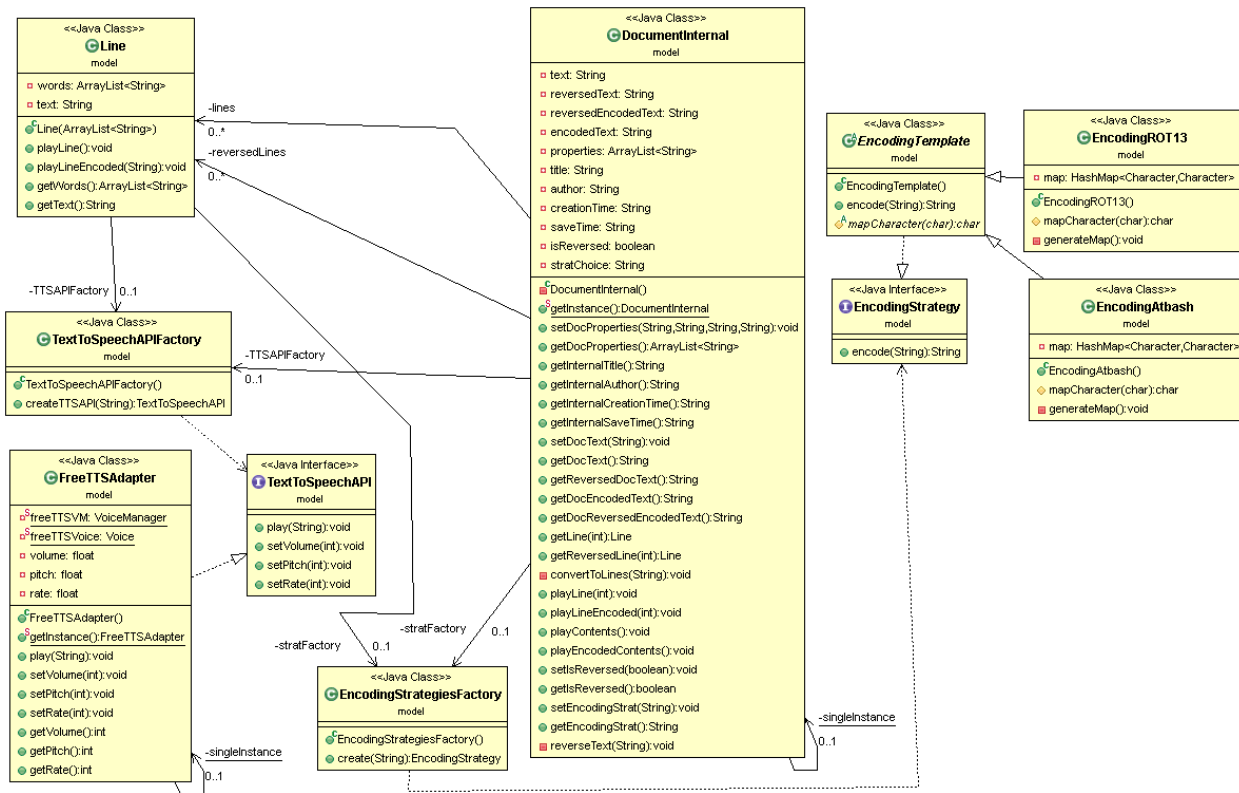 <<Java Class>>
Line
model
words: ArrayList<String>
text: String
Line(ArrayList<String>)
playLine():void
playLineEncoded(String):void
getWords():ArrayList<String>
getText():String
-lines
0..*
-reversedLines
0..*
<<Java Class>>
DocumentInternal
model
text: String
reversedText: String
reversedEncodedText: String
encodedText: String
properties: ArrayList<String>
title: String
author: String
creationTime: String
saveTime: String
isReversed: boolean
stratChoice: String
DocumentInternal()
getInstance():DocumentInternal
setDocProperties(String,String,String,String):void
getDocProperties():ArrayList<String>
getInternalTitle():String
getInternalAuthor():String
getInternalCreationTime():String
getInternalSaveTime():String
setDocText(String):void
getDocText():String
getReversedDocText():String
getDocEncodedText():String
getDocReversedEncodedText():String
getLine(int):Line
getReversedLine(int):Line
convertToLines(String):void
playLine(int):void
playLineEncoded(int):void
playContents():void
playEncodedContents():void
setIsReversed(boolean):void
getIsReversed():boolean
setEncodingStrat(String):void
getEncodingStrat():String
reverseText(String):void
-singleInstance
0..1
<<Java Class>>
EncodingTemplate
model
EncodingTemplate()
encode(String):String
mapCharacter(char):char
<<Java Class>>
EncodingROT13
model
map: HashMap<Character,Character>
EncodingROT13()
mapCharacter(char):char
generateMap():void
<<Java Interface>>
EncodingStrategy
model
encode(String):String
<<Java Class>>
EncodingAtbash
model
map: HashMap<Character,Character>
EncodingAtbash()
mapCharacter(char):char
generateMap():void
-TTSAPIFactory
0..1
<<Java Class>>
TextToSpeechAPIFactory
model
TextToSpeechAPIFactory()
createTTSAPI(String):TextToSpeechAPI
-TTSAPIFactory
0..1
<<Java Class>>
FreeTTSAdapter
model
freeTTSVM: VoiceManager
freeTTSVoice: Voice
volume: float
pitch: float
rate: float
FreeTTSAdapter()
getInstance():FreeTTSAdapter
play(String):void
setVolume(int):void
setPitch(int):void
setRate(int):void
getVolume():int
getPitch():int
getRate():int
-singleInstance
0..1
<<Java Interface>>
TextToSpeechAPI
model
play(String):void
setVolume(int):void
setPitch(int):void
setRate(int):void
-stratFactory
0..1
-stratFactory
0..1
<<Java Class>>
EncodingStrategiesFactory
model
EncodingStrategiesFactory()
create(String):EncodingStrategy